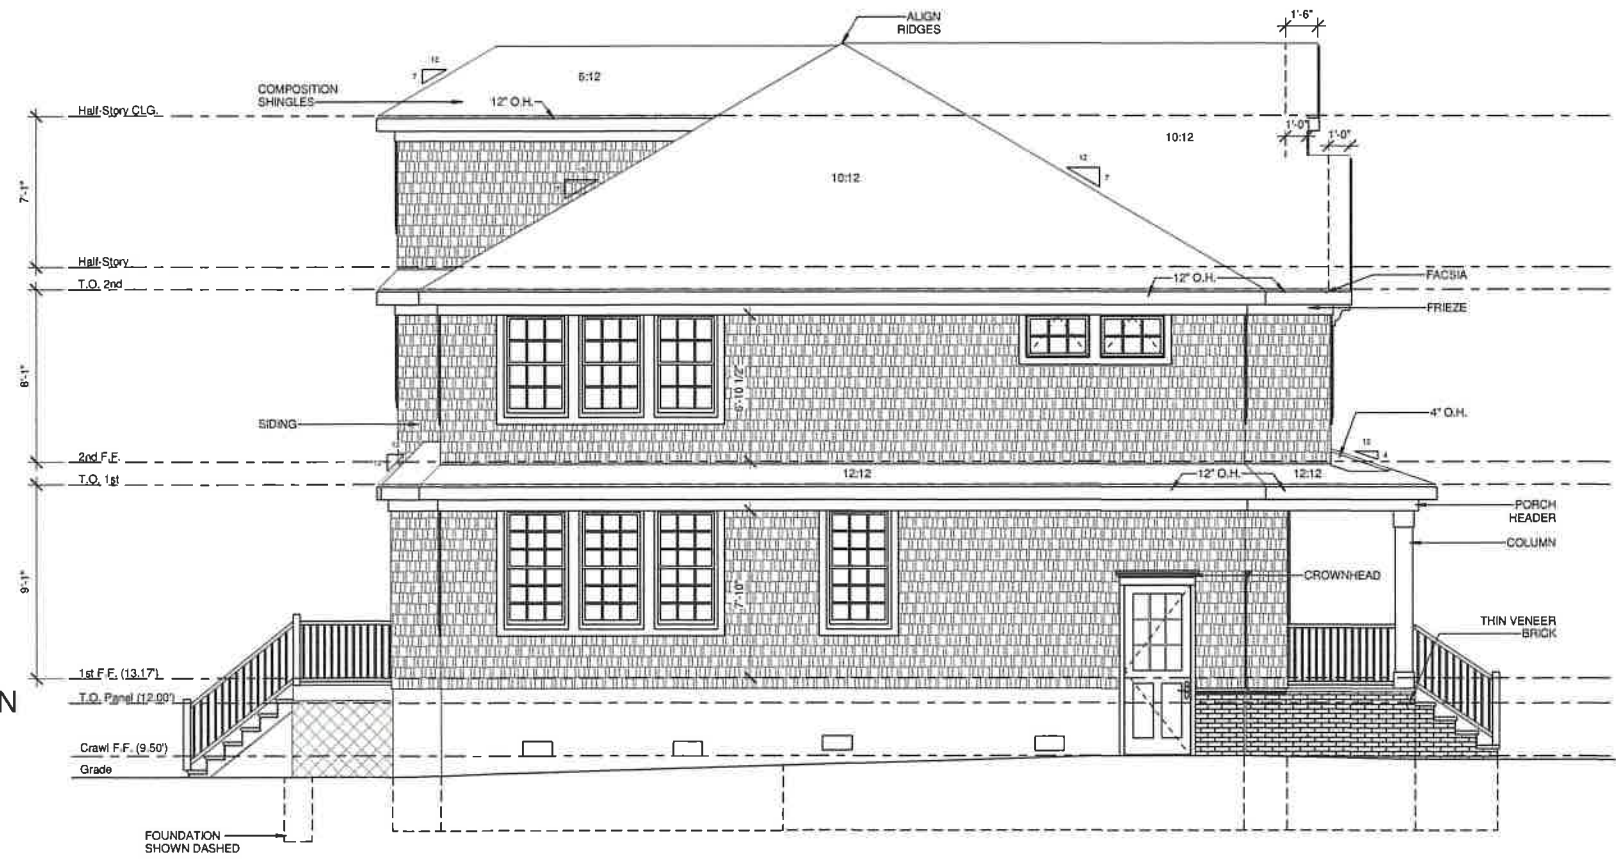 ALIGN
RIDGES
1'-6"
12
7
5:12
COMPOSITION
SHINGLES
12" O.H.
Half-Story CLG.
1'-0"
1'-0"
10:12
10:12
12
7
7'-1"
Half-Story
T.O. 2nd
12" O.H.
FACSIA
FRIEZE
8'-1"
6'-10 1/2"
SIDING
4" O.H.
12
4
2nd F.F.
T.O. 1st
12:12
12" O.H.
12:12
PORCH
HEADER
COLUMN
9'-1"
7'-10"
CROWNHEAD
THIN VENEER
BRICK
1st F.F. (13.17')
T.O. Panel (12.00')
N
Crawl F.F. (9.50')
Grade
FOUNDATION
SHOWN DASHED